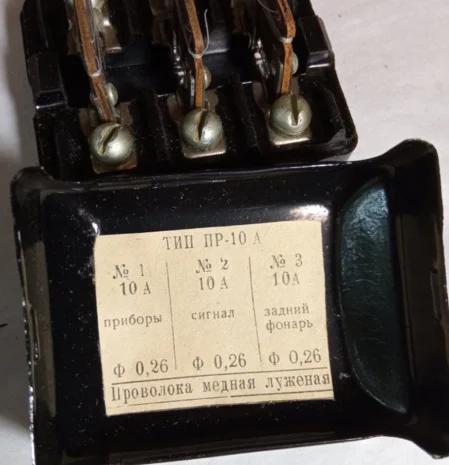 ТИП ПР-10 А
№ 1 № 2 № 3
10 А 10 А 10А
приборы сигнал задний
фонарь
Ф 0,26 Ф 0,26 Ф 0,26
Проволока медная луженая